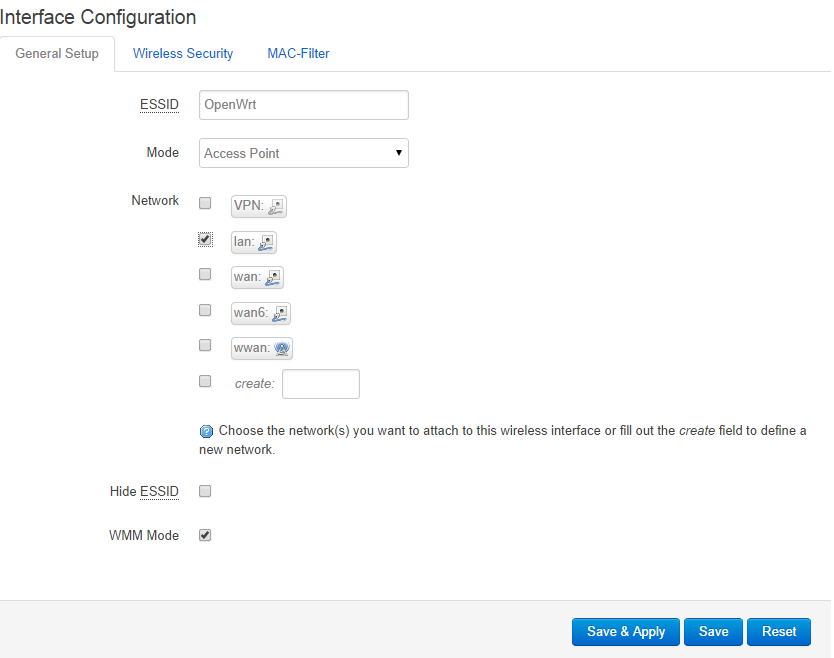 Interface Configuration
General Setup Wireless Security MAC-Filter
ESSID OpenWrt
Mode Access Point
Network VPN:
lan:
wan:
wan6:
wwan:
create:
Choose the network(s) you want to attach to this wireless interface or fill out the create field to define a
new network.
Hide ESSID
WMM Mode
Save & Apply Save Reset